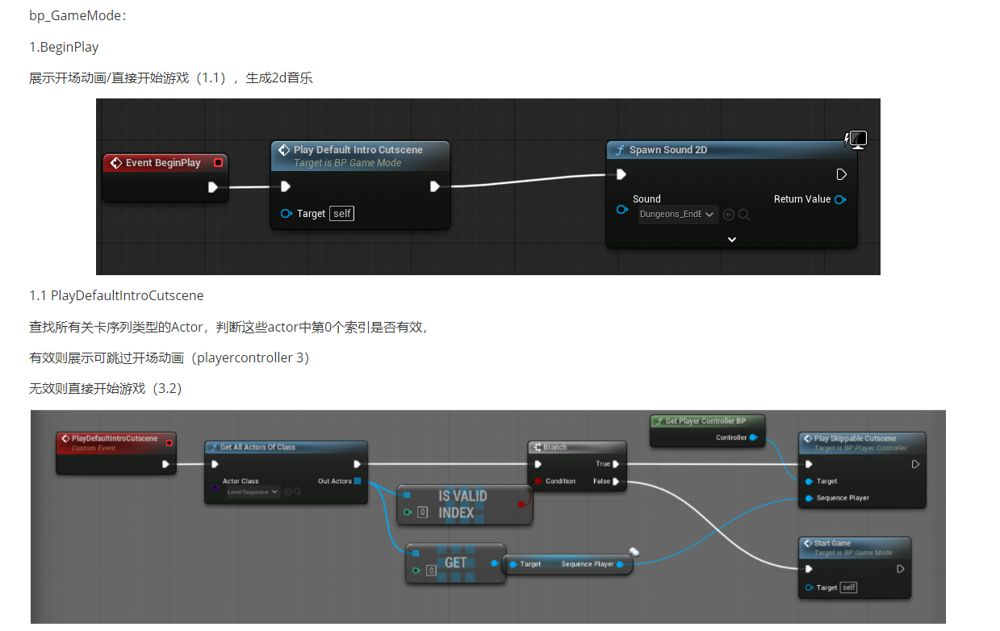 bp_GameMode：
1.BeginPlay
展示开场动画/直接开始游戏（1.1），生成2d音乐
Event BeginPlay
Play Default Intro Cutscene
Target is BP Game Mode
Target self
f Spawn Sound 2D
Sound
Return Value
Dungeons_EndE
1.1 PlayDefaultIntroCutscene
查找所有关卡序列类型的Actor，判断这些actor中第0个索引是否有效，
有效则展示可跳过开场动画（playercontroller 3）
无效则直接开始游戏（3.2）
PlayDefaultIntroCutscene
Custom Event
f Get All Actors Of Class
Actor Class
Out Actors
Level Sequence
IS VALID
INDEX
0
GET
0
Target Sequence Player
Branch
True
Condition False
f Get Player Controller BP
Controller
Play Skippable Cutscene
Target is BP Player Controller
Target
Sequence Player
Start Game
Target is BP Game Mode
Target self